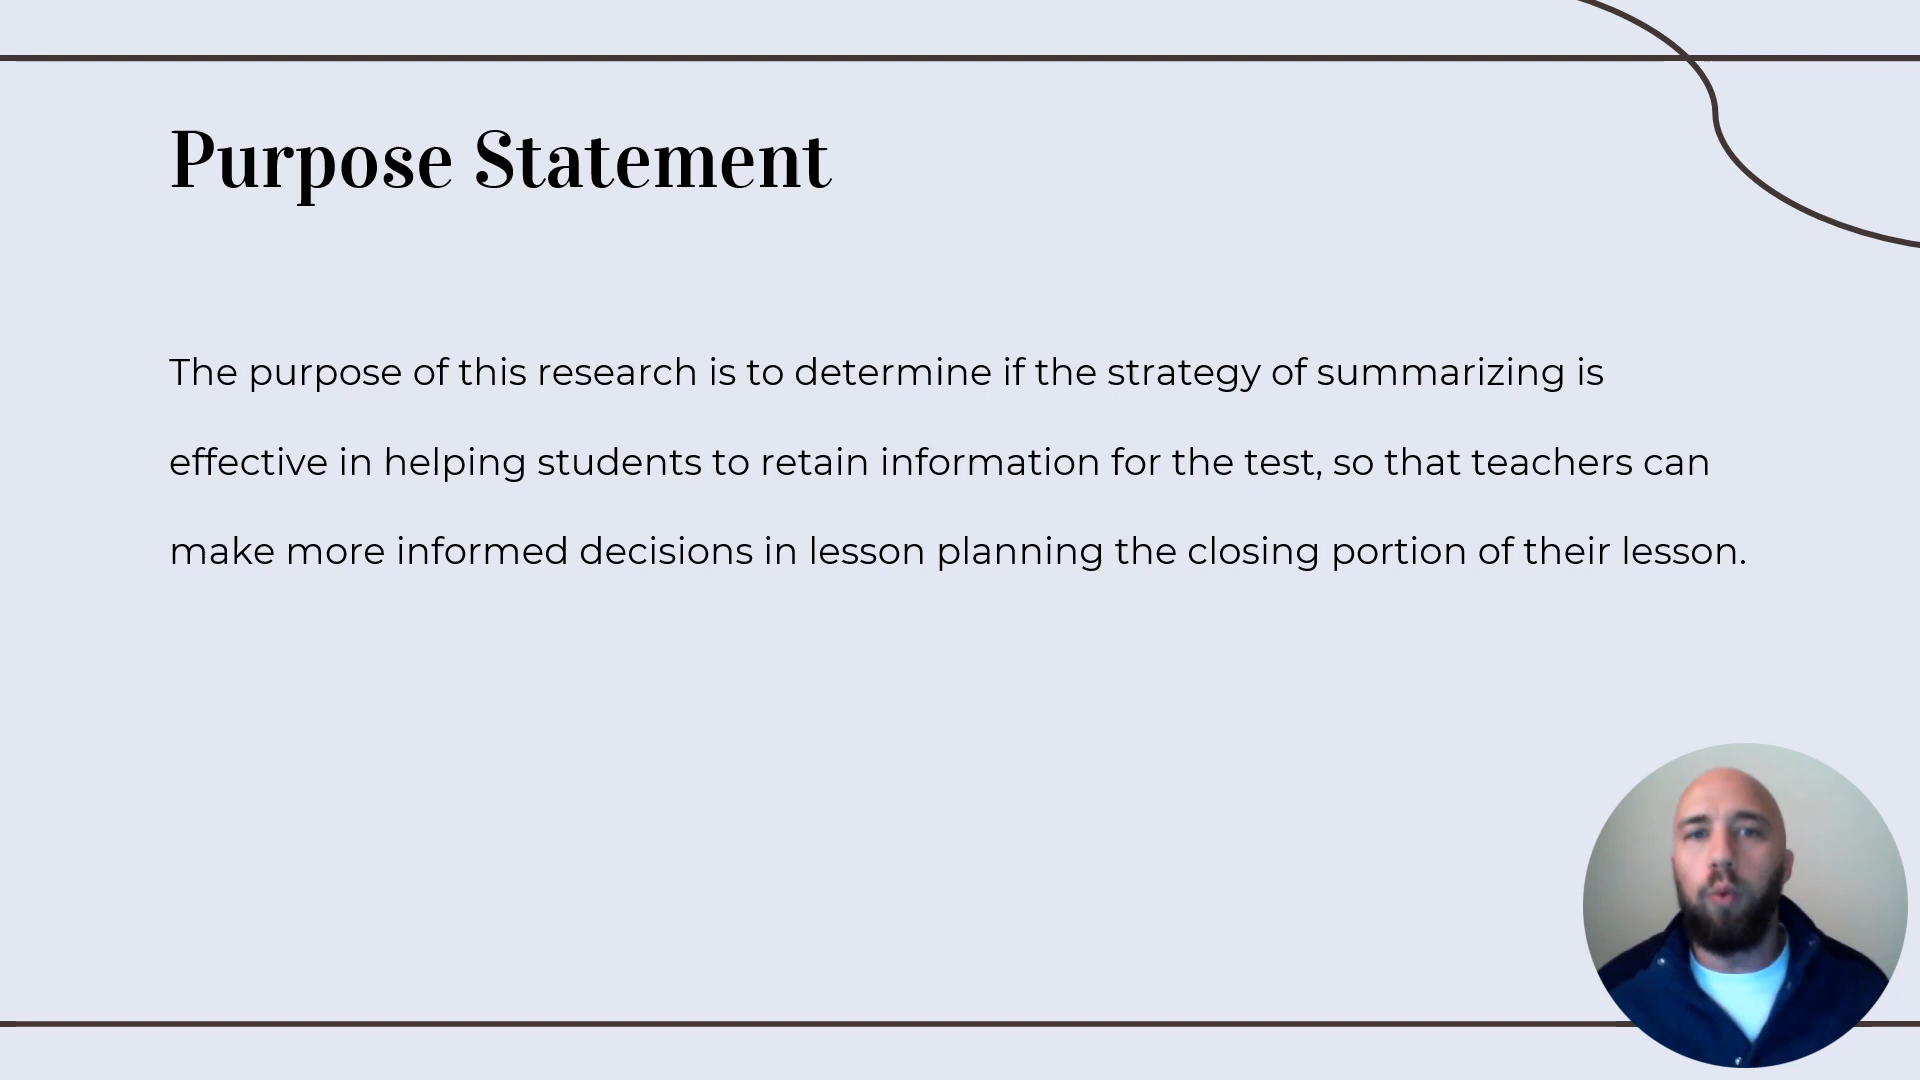 Purpose Statement
The purpose of this research is to determine if the strategy of summarizing is
effective in helping students to retain information for the test, so that teachers can
make more informed decisions in lesson planning the closing portion of their lesson.